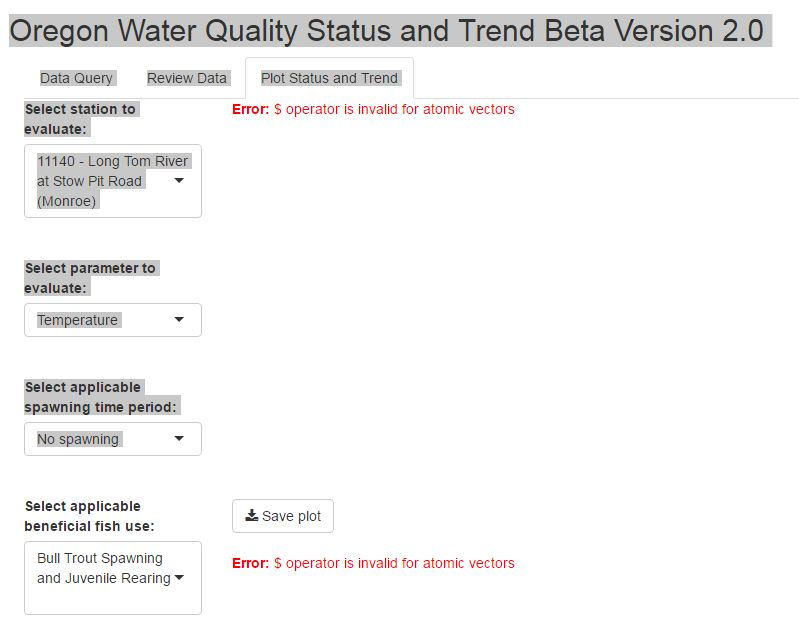 Oregon Water Quality Status and Trend Beta Version 2.0
Data Query Review Data Plot Status and Trend
Select station to
evaluate:
Error: $ operator is invalid for atomic vectors
11140 - Long Tom River
at Stow Pit Road
(Monroe)
Select parameter to
evaluate:
Temperature
Select applicable
spawning time period:
No spawning
Select applicable
beneficial fish use:
Save plot
Bull Trout Spawning
and Juvenile Rearing
Error: $ operator is invalid for atomic vectors